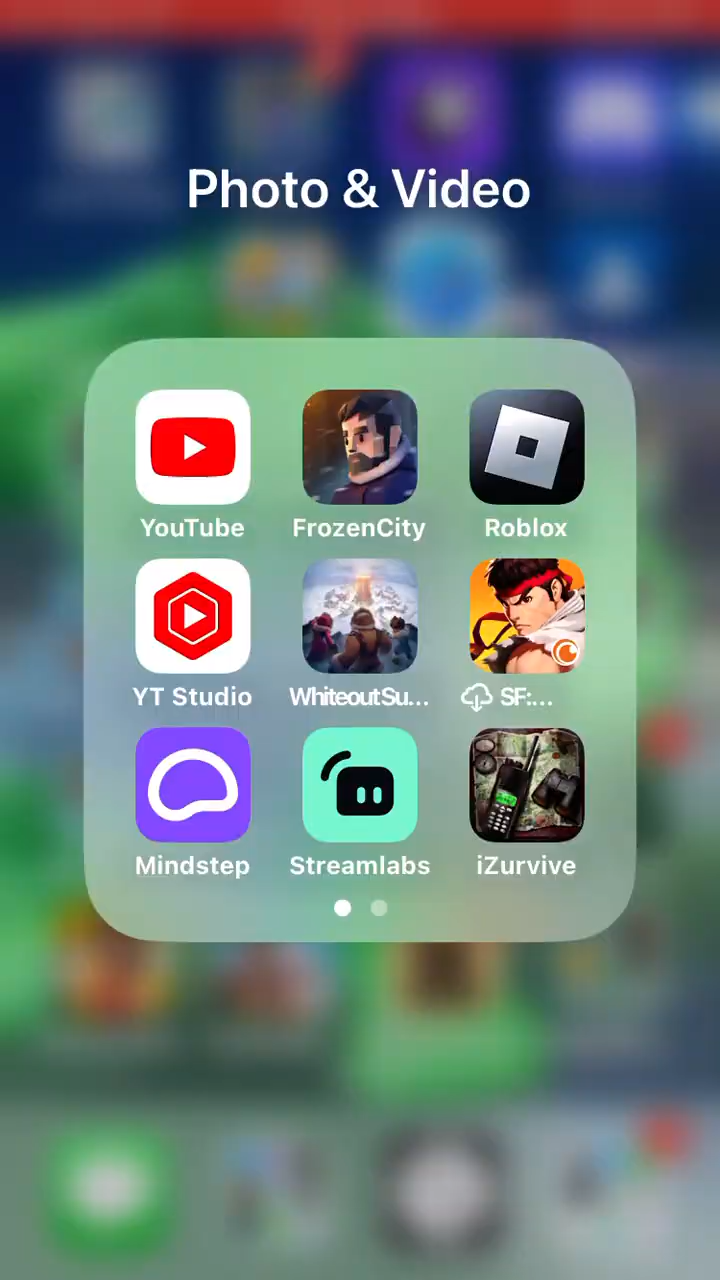 Photo & Video
YouTube
FrozenCity
Roblox
YT Studio
WhiteoutSu...
SF:...
Mindstep
Streamlabs
iZurvive